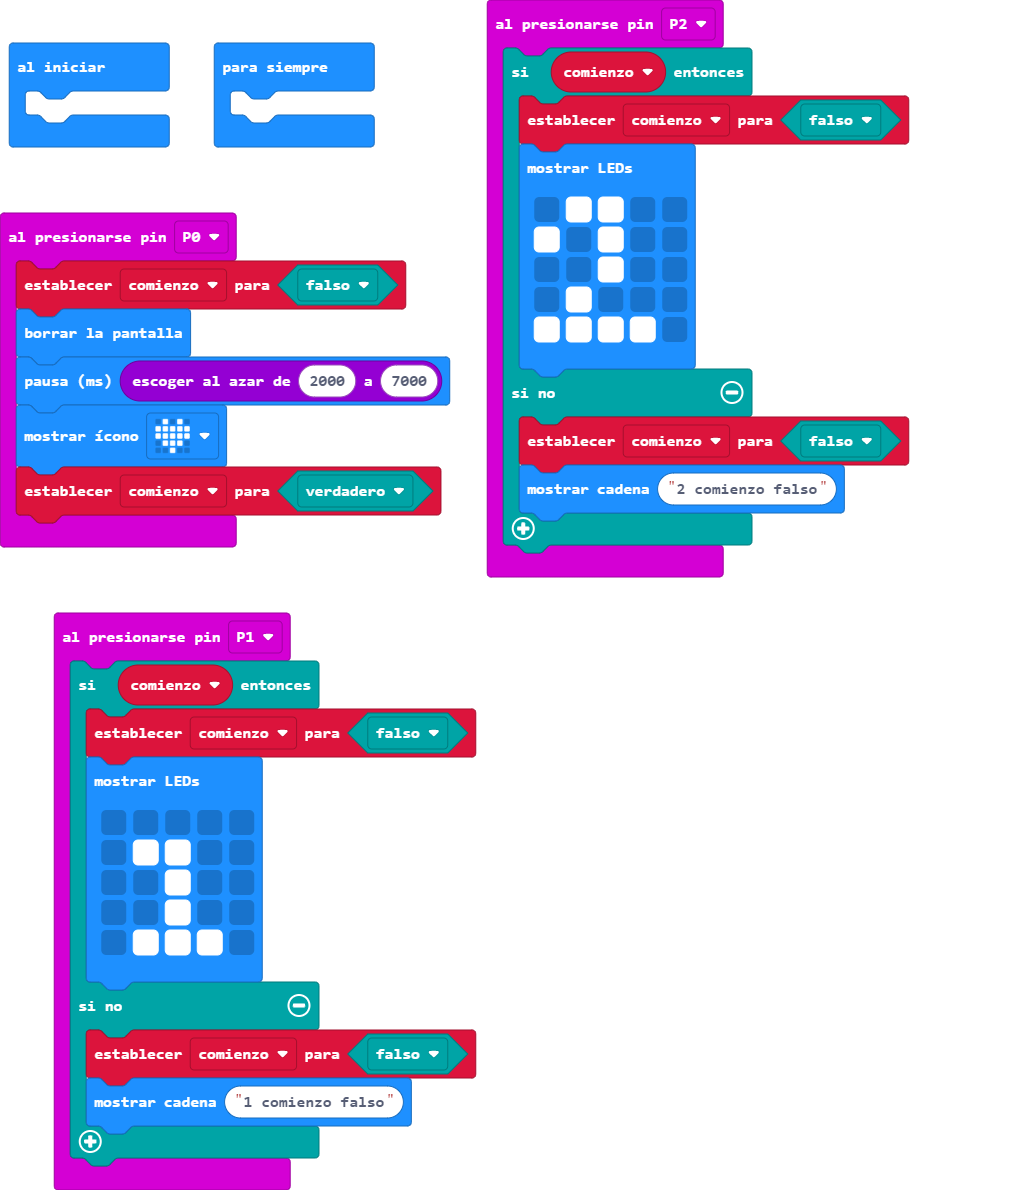 al iniciar
para siempre
al presionarse pin P0
establecer comienzo para falso
borrar la pantalla
pausa (ms) escoger al azar de 2000 a 7000
mostrar ícono
establecer comienzo para verdadero
al presionarse pin P2
si comienzo entonces
establecer comienzo para falso
mostrar LEDs
si no
establecer comienzo para falso
mostrar cadena "2 comienzo falso"
al presionarse pin P1
si comienzo entonces
establecer comienzo para falso
mostrar LEDs
si no
establecer comienzo para falso
mostrar cadena "1 comienzo falso"